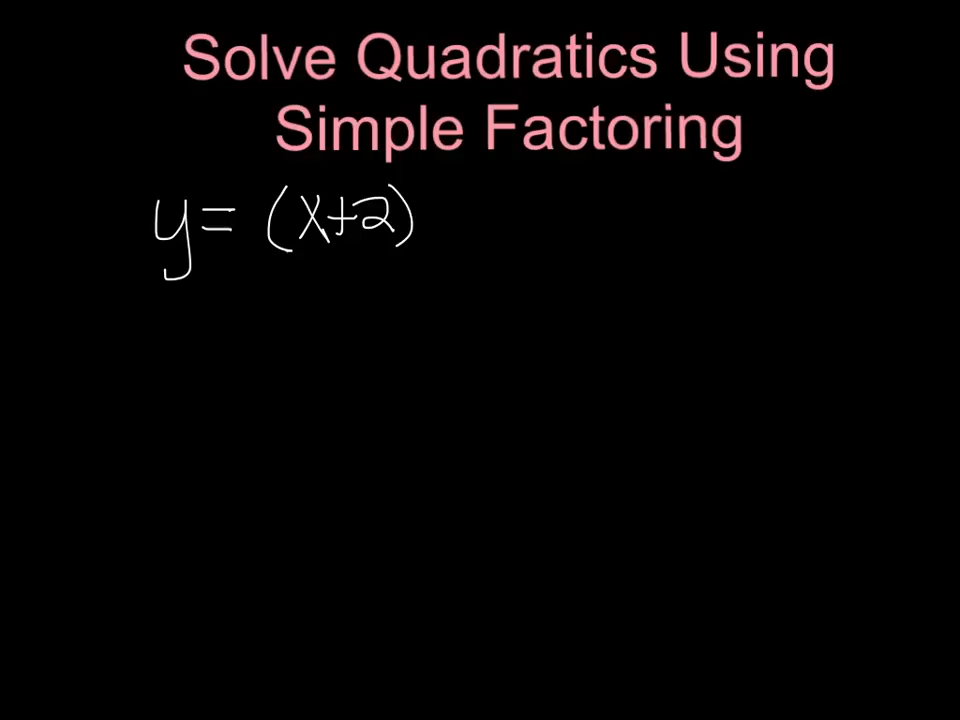 Solve Quadratics Using
Simple Factoring
y = (x+2)